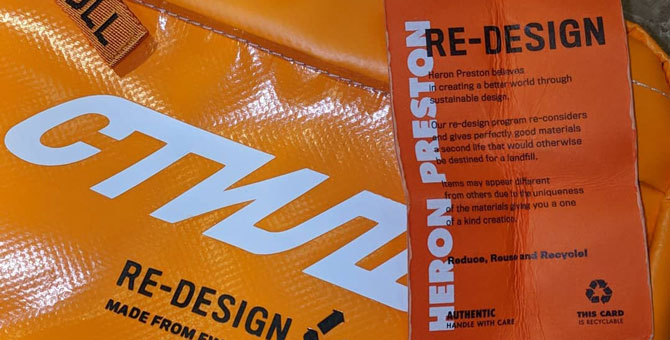 СТИЛЬ
RE-DESIGN
MADE FROM
HERON PRESTON
RE-DESIGN
Heron Preston believes
in creating a better world through
sustainable design.
Our re-design program re-considers
and gives perfectly good materials
a second life that would otherwise
be destined for a landfill.
Items may appear different
from others due to the uniqueness
of the materials giving you a one
of a kind creation.
Reduce, Reuse and Recycle!
AUTHENTIC
HANDLE WITH CARE
THIS CARD
IS RECYCLABLE